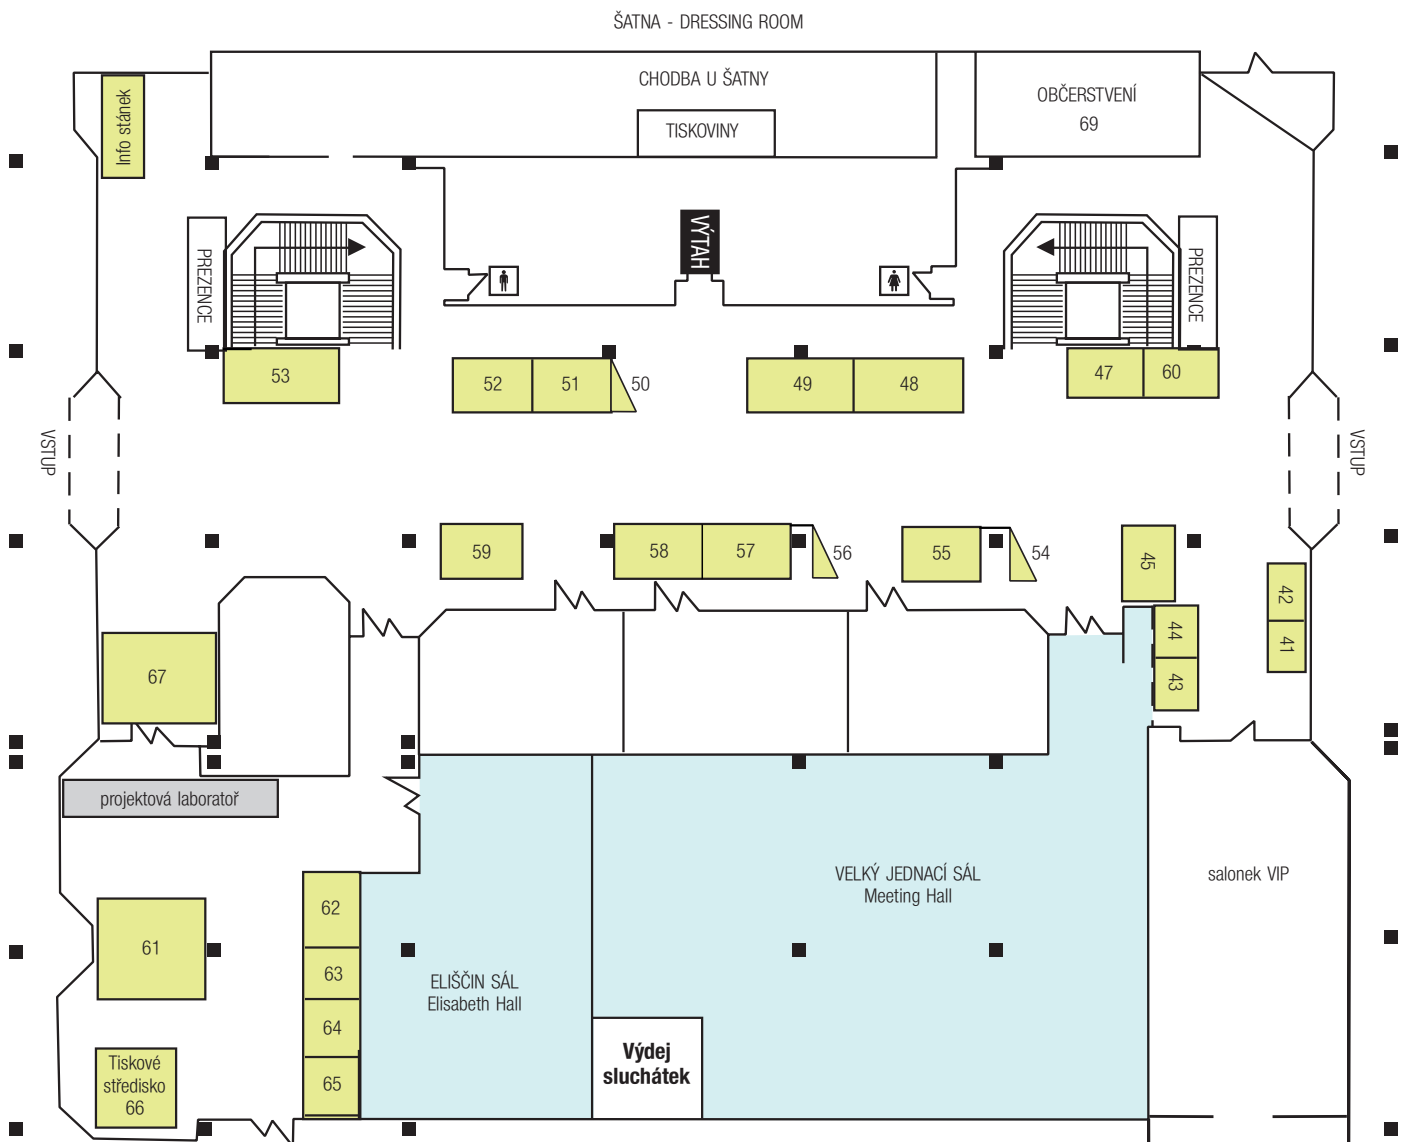 ŠATNA - DRESSING ROOM
CHODBA U ŠATNY
TISKOVINY
OBČERSTVENÍ
69
Info stánek
PREZENCE
VÝTAH
PREZENCE
53
52
51
50
49
48
47
60
VSTUP
VSTUP
59
58
57
56
55
54
45
42
41
44
43
67
projektová laboratoř
VELKÝ JEDNACÍ SÁL
Meeting Hall
salonek VIP
62
61
63
ELIŠČIN SÁL
Elisabeth Hall
64
Výdej
sluchátek
65
Tiskové
středisko
66